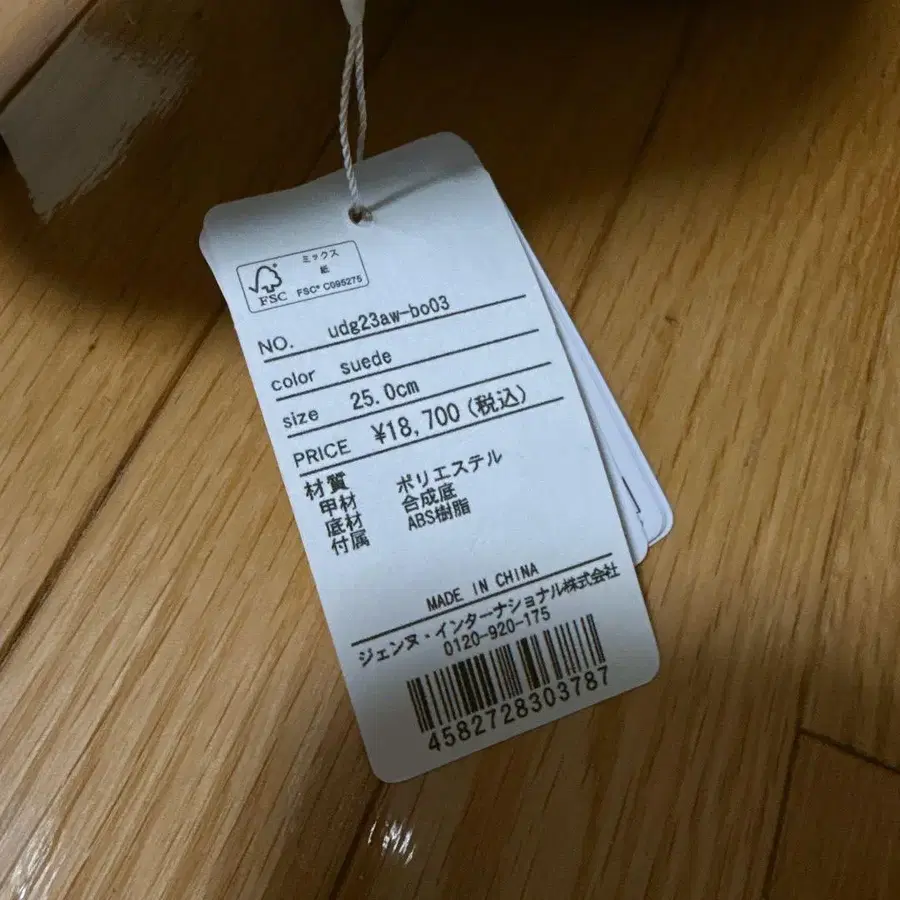 ミックス
紙
FSC
FSC® C095275
NO. udg23aw-bo03
color suede
size 25.0cm
PRICE ¥18,700(税込)
材質
甲材 ポリエステル
底材 合成底
付属 ABS樹脂
MADE IN CHINA
ジェンヌ・インターナショナル株式会社
0120-920-175
4582728303787